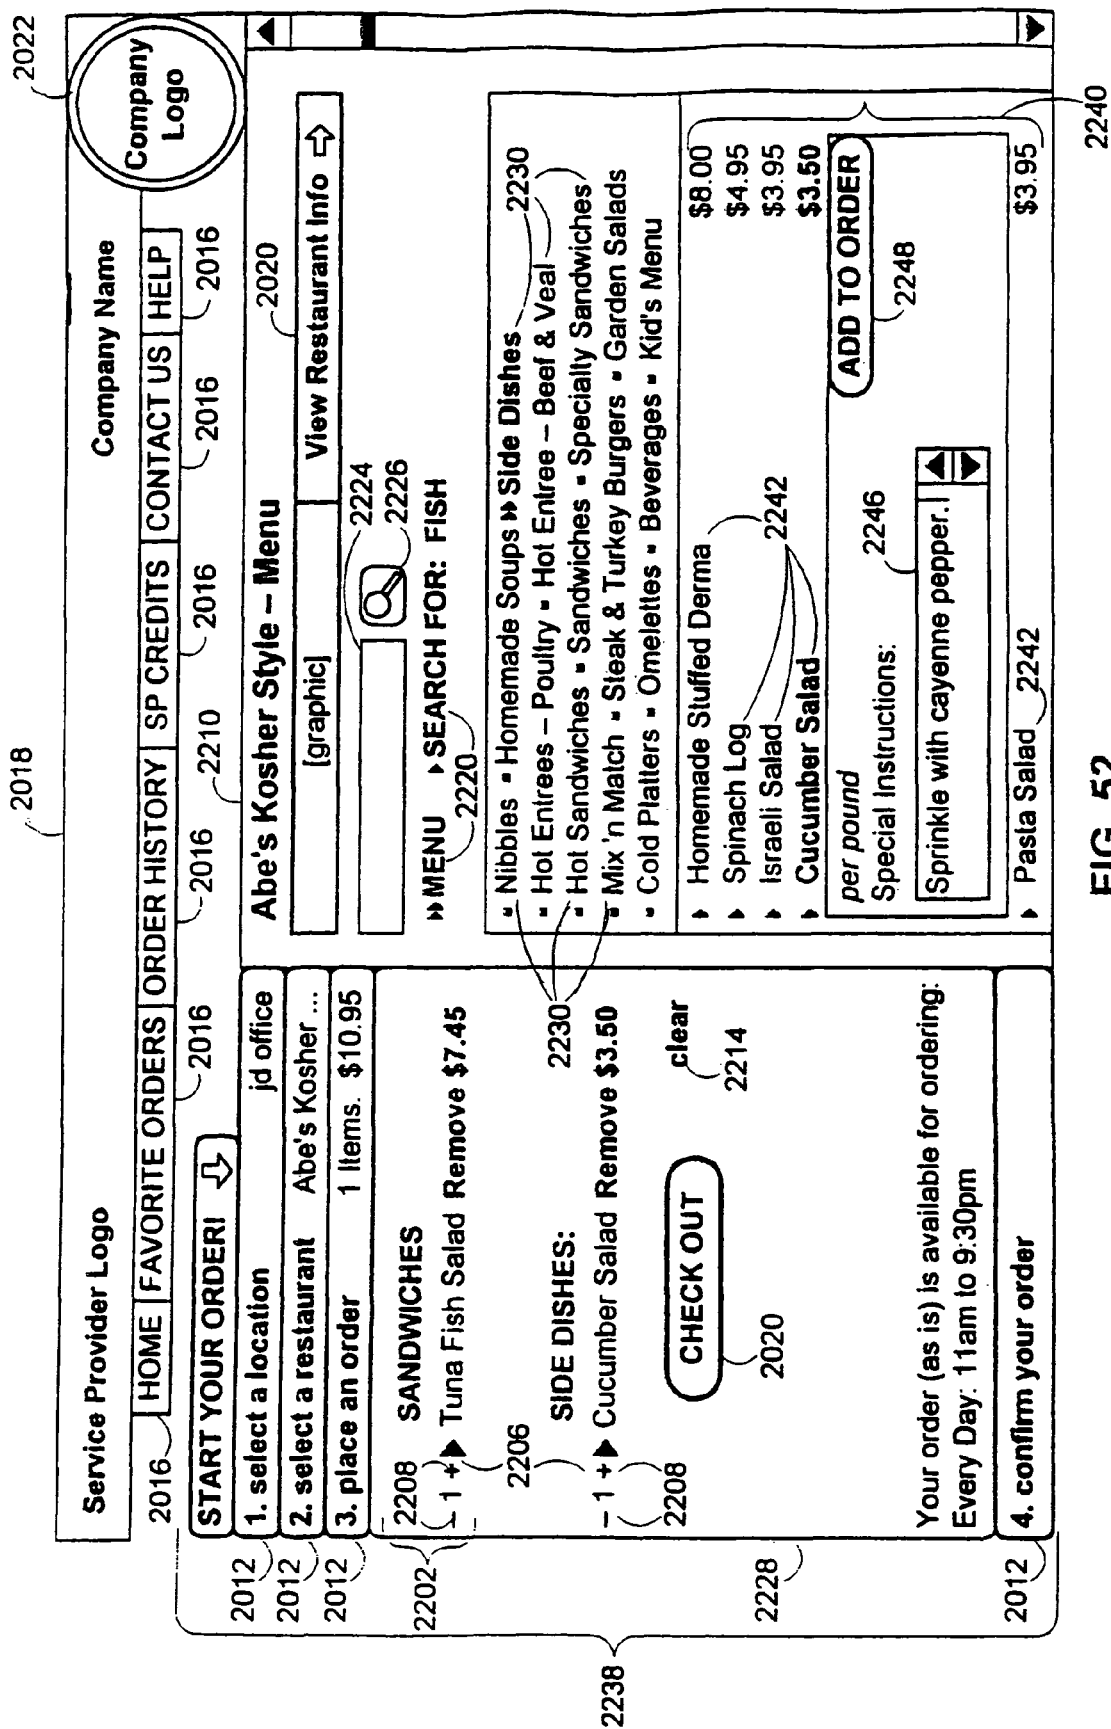 2018
2022
Service Provider Logo
Company Name
Company
Logo
HOME FAVORITE ORDERS ORDER HISTORY SP CREDITS CONTACT US HELP
2016
2016
2016
2016
2016
2016
2238
START YOUR ORDER!
2012
1. select a location jd office
2012
2. select a restaurant Abe's Kosher ...
2012
3. place an order 1 Items. $10.95
2202
2208
SANDWICHES
– 1 + Tuna Fish Salad Remove $7.45
2206
SIDE DISHES:
– 1 + Cucumber Salad Remove $3.50
2208
2230
CHECK OUT
2020
clear
2214
2228
Your order (as is) is available for ordering:
Every Day: 11am to 9:30pm
2012
4. confirm your order
2210
Abe's Kosher Style – Menu
2020
[graphic]
View Restaurant Info
2224
2226
MENU SEARCH FOR: FISH
2220
▪ Nibbles ▪ Homemade Soups Side Dishes
2230
▪ Hot Entrees – Poultry ▪ Hot Entree – Beef & Veal
▪ Hot Sandwiches ▪ Sandwiches ▪ Specialty Sandwiches
▪ Mix 'n Match ▪ Steak & Turkey Burgers ▪ Garden Salads
▪ Cold Platters ▪ Omelettes ▪ Beverages ▪ Kid's Menu
Homemade Stuffed Derma $8.00
Spinach Log $4.95
2242
Israeli Salad $3.95
Cucumber Salad $3.50
per pound
ADD TO ORDER
Special Instructions:
2246
2248
Sprinkle with cayenne pepper.
Pasta Salad 2242 $3.95
2240
FIG. 52